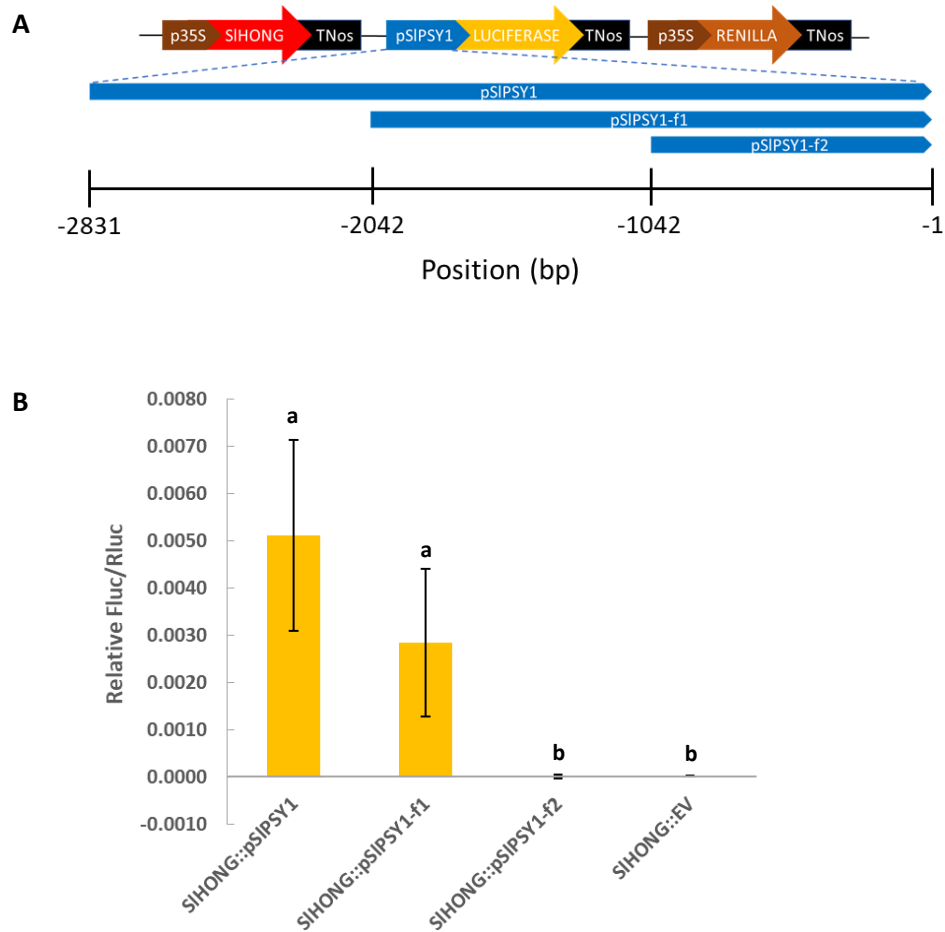 A
p35S SlHONG TNos pSlPSY1 LUCIFERASE TNos p35S RENILLA TNos
pSlPSY1
pSlPSY1-f1
pSlPSY1-f2
-2831 -2042 -1042 -1
Position (bp)
B
Relative Fluc/Rluc
0.0080
0.0070
0.0060
0.0050
0.0040
0.0030
0.0020
0.0010
0.0000
-0.0010
a
a
b
b
SlHONG::pSlPSY1
SlHONG::pSlPSY1-f1
SlHONG::pSlPSY1-f2
SlHONG::EV